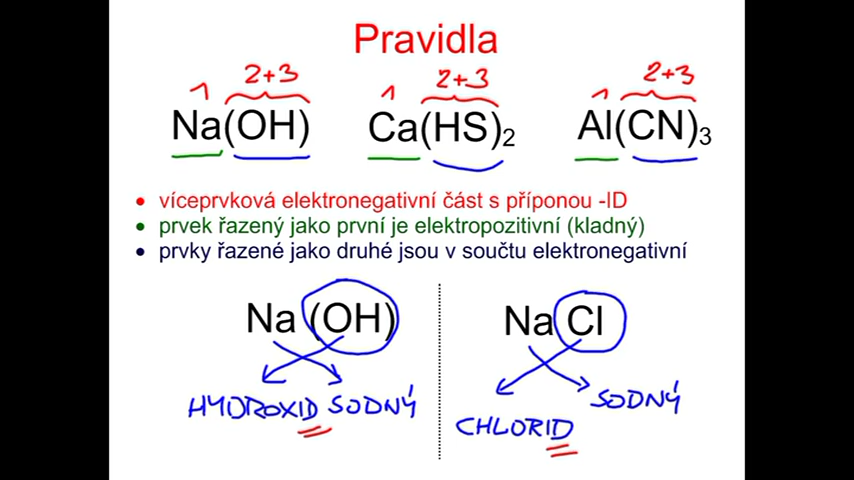 Pravidla
1 2+3 1 2+3 1 2+3
Na(OH) Ca(HS)2 Al(CN)3
• víceprvková elektronegativní část s příponou -ID
• prvek řazený jako první je elektropozitivní (kladný)
• prvky řazené jako druhé jsou v součtu elektronegativní
Na (OH) Na Cl
HYDROXID SODNÝ
CHLORID SODNÝ